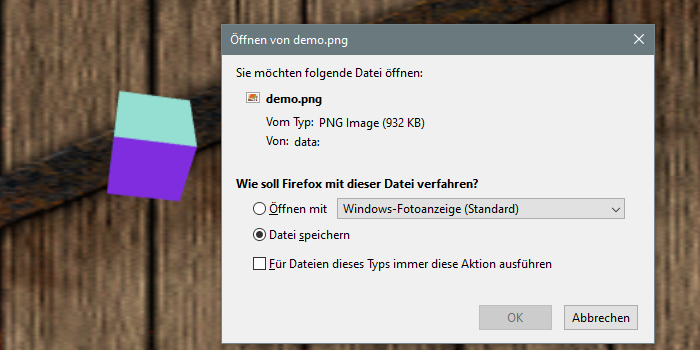 Öffnen von demo.png
Sie möchten folgende Datei öffnen:
demo.png
Vom Typ: PNG Image (932 KB)
Von: data:
Wie soll Firefox mit dieser Datei verfahren?
Öffnen mit Windows-Fotoanzeige (Standard)
Datei speichern
Für Dateien dieses Typs immer diese Aktion ausführen
OK Abbrechen